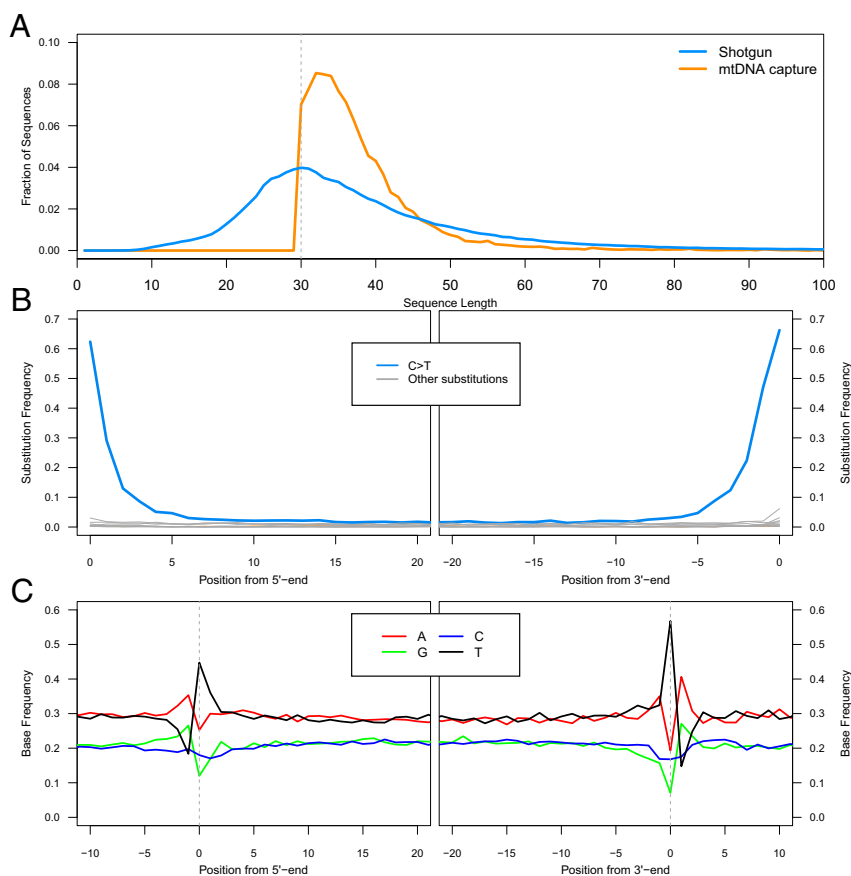 A
Fraction of Sequences
0.10
0.08
0.06
0.04
0.02
0.00
Shotgun
mtDNA capture
0 10 20 30 40 50 60 70 80 90 100
Sequence Length
B
Substitution Frequency
0.7
0.6
0.5
0.4
0.3
0.2
0.1
0.0
C>T
Other substitutions
0.7
0.6
0.5
0.4
0.3
0.2
0.1
0.0
Substitution Frequency
0 5 10 15 20
−20 −15 −10 −5 0
Position from 5'−end
Position from 3'−end
C
Base Frequency
0.6
0.5
0.4
0.3
0.2
0.1
0.0
A C
G T
0.6
0.5
0.4
0.3
0.2
0.1
0.0
Base Frequency
−10 −5 0 5 10 15 20
−20 −15 −10 −5 0 5 10
Position from 5'−end
Position from 3'−end